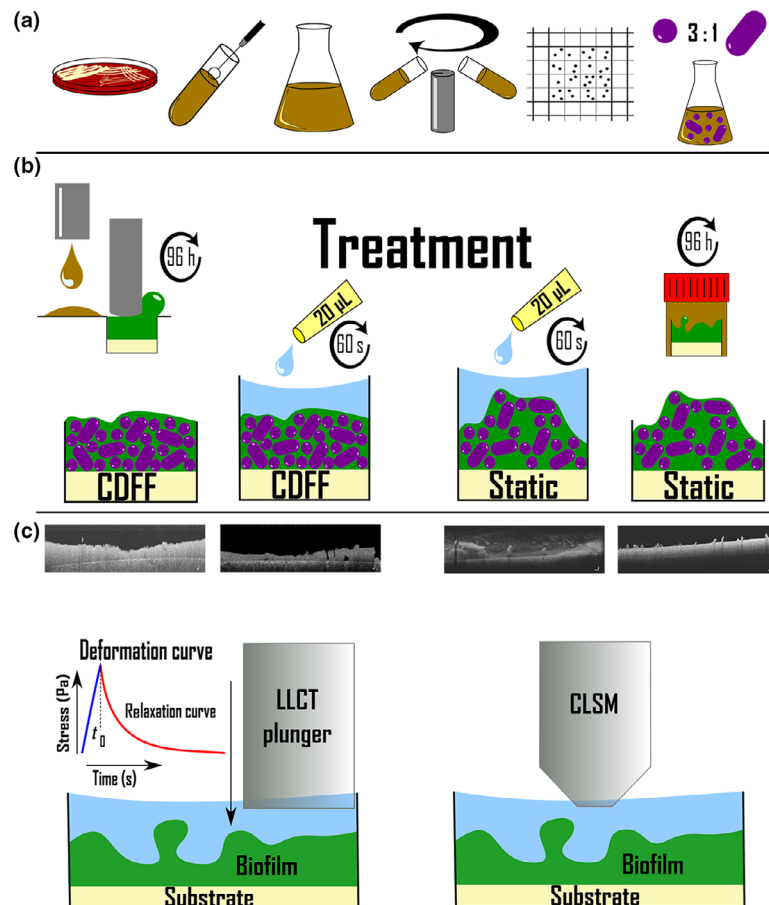 (a)
3 : 1
(b)
96 h
Treatment
96 h
20 µL
60 s
20 µL
60 s
CDFF
CDFF
Static
Static
(c)
Deformation curve
Stress (Pa)
Relaxation curve
t0
Time (s)
LLCT
plunger
CLSM
Biofilm
Biofilm
Substrate
Substrate